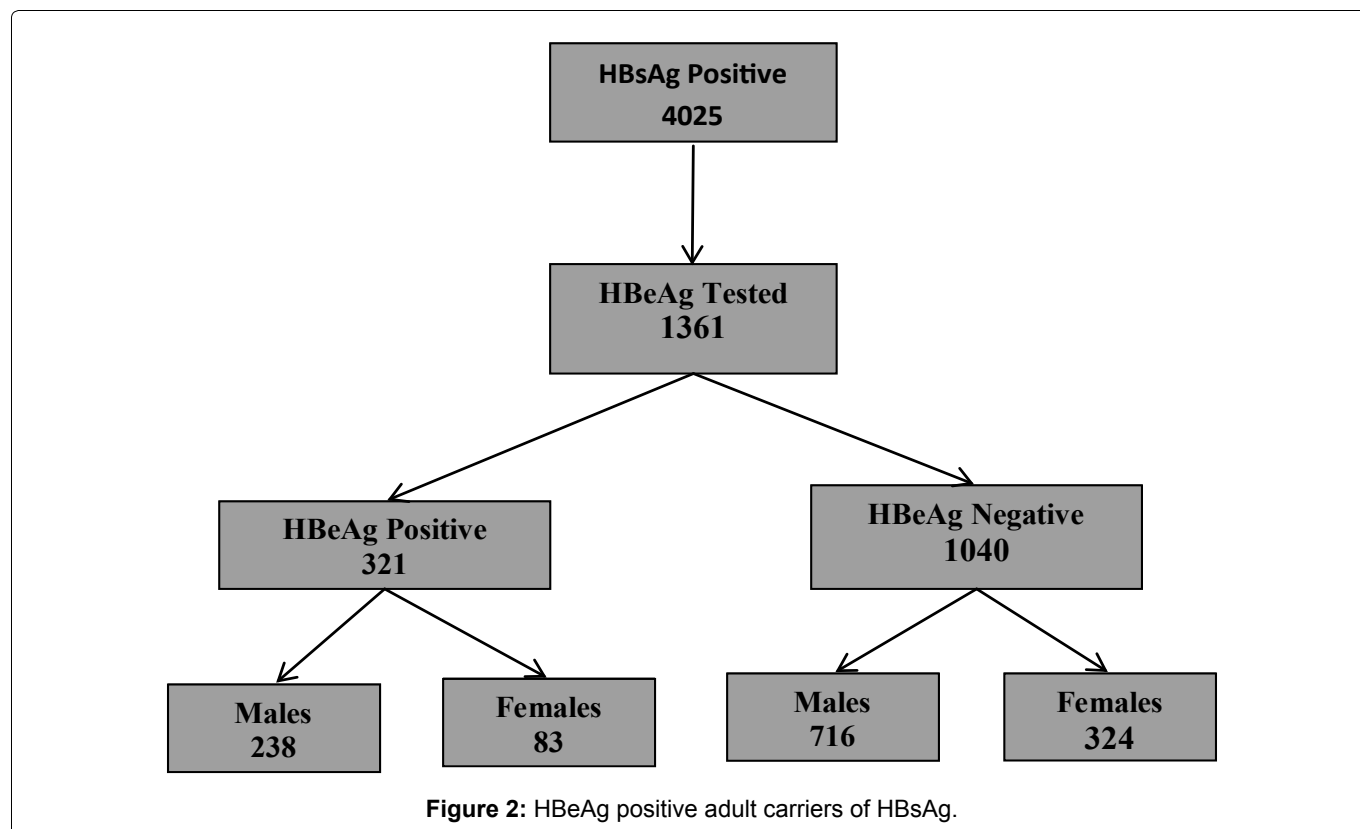 HBsAg Positive
4025
HBeAg Tested
1361
HBeAg Positive
321
HBeAg Negative
1040
Males
238
Females
83
Males
716
Females
324
Figure 2: HBeAg positive adult carriers of HBsAg.